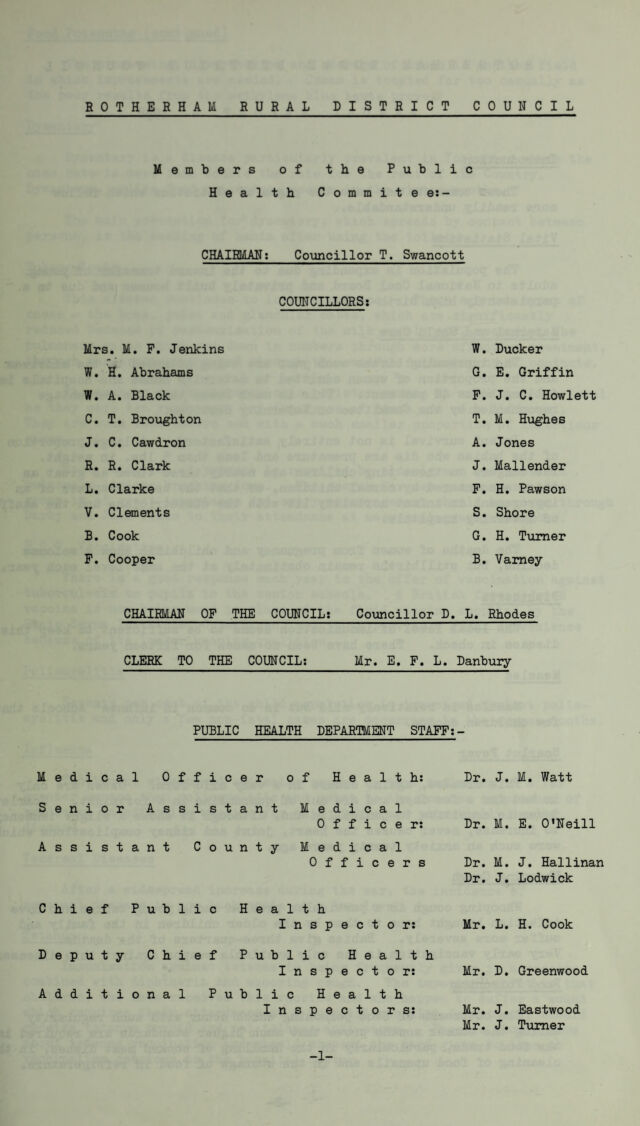 ROTHERHAM RURAL DISTRICT COUNCIL
Members of the Public
Health Commitee:-
CHAIRMAN: Councillor T. Swancott
COUNCILLORS:
Mrs. M. F. Jenkins W. Ducker
W. H. Abrahams G. E. Griffin
W. A. Black F. J. C. Howlett
C. T. Broughton T. M. Hughes
J. C. Cawdron A. Jones
R. R. Clark J. Mallender
L. Clarke F. H. Pawson
V. Clements S. Shore
B. Cook G. H. Turner
F. Cooper B. Varney
CHAIRMAN OF THE COUNCIL: Councillor D. L. Rhodes
CLERK TO THE COUNCIL: Mr. E. F. L. Danbury
PUBLIC HEALTH DEPARTMENT STAFF:-
Medical Officer of Health: Dr. J. M. Watt
Senior Assistant Medical
Officer: Dr. M. E. O'Neill
Assistant County Medical
Officers Dr. M. J. Hallinan
Dr. J. Lodwick
Chief Public Health
Inspector: Mr. L. H. Cook
Deputy Chief Public Health
Inspector: Mr. D. Greenwood
Additional Public Health
Inspectors: Mr. J. Eastwood
Mr. J. Turner
-1-